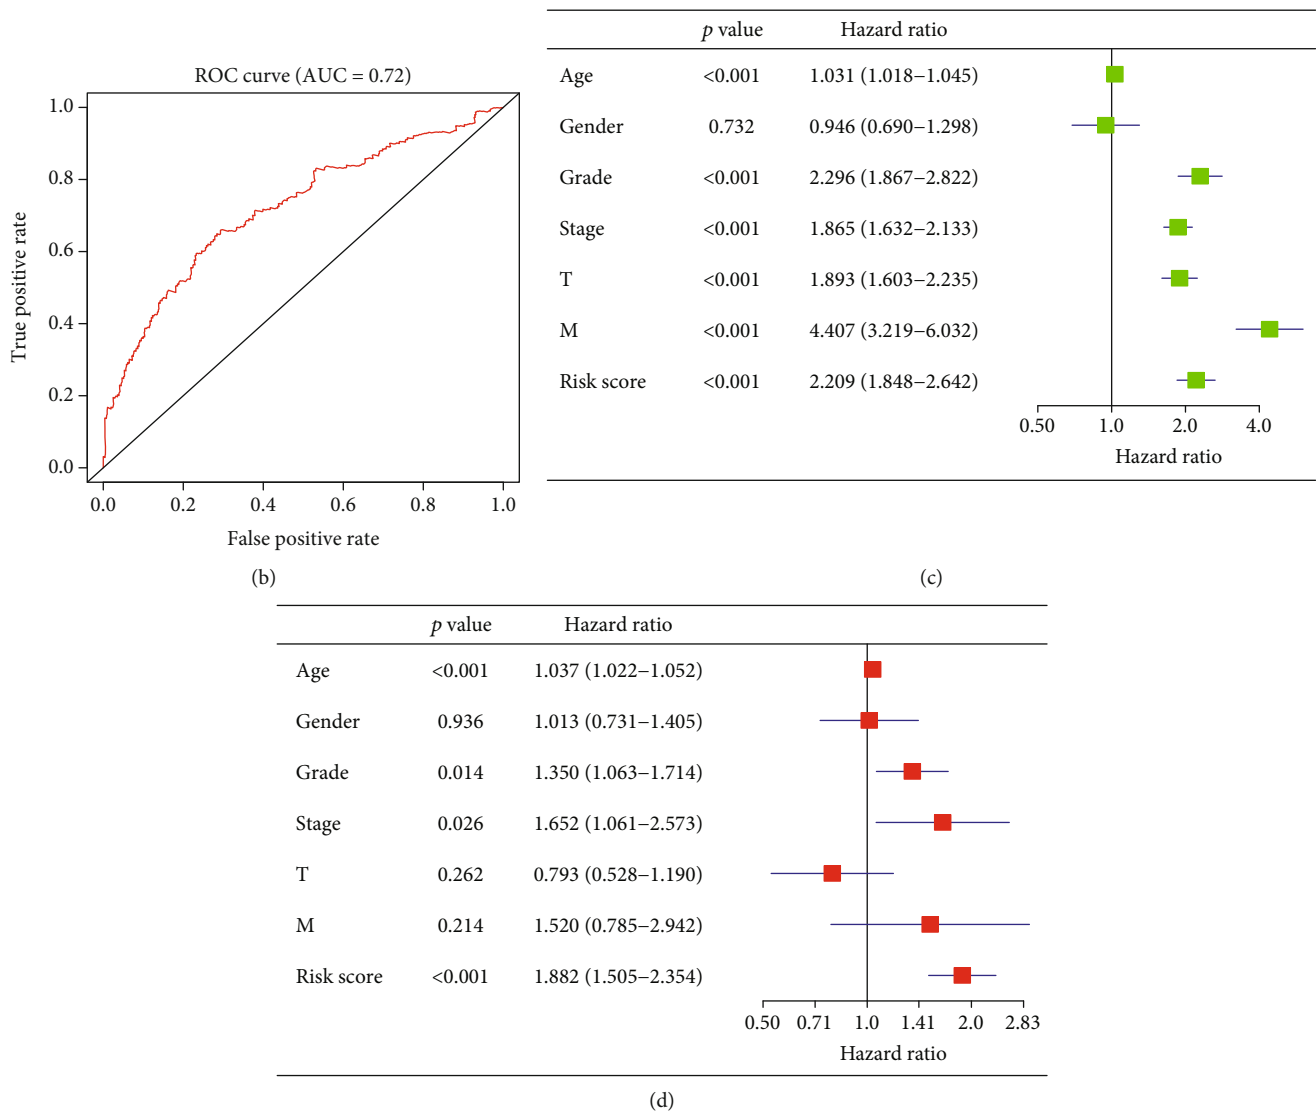 ROC curve (AUC = 0.72)
1.0
0.8
0.6
0.4
0.2
0.0
True positive rate
0.0 0.2 0.4 0.6 0.8 1.0
False positive rate
(b)
p value Hazard ratio
Age <0.001 1.031 (1.018−1.045)
Gender 0.732 0.946 (0.690−1.298)
Grade <0.001 2.296 (1.867−2.822)
Stage <0.001 1.865 (1.632−2.133)
T <0.001 1.893 (1.603−2.235)
M <0.001 4.407 (3.219−6.032)
Risk score <0.001 2.209 (1.848−2.642)
0.50 1.0 2.0 4.0
Hazard ratio
(c)
p value Hazard ratio
Age <0.001 1.037 (1.022−1.052)
Gender 0.936 1.013 (0.731−1.405)
Grade 0.014 1.350 (1.063−1.714)
Stage 0.026 1.652 (1.061−2.573)
T 0.262 0.793 (0.528−1.190)
M 0.214 1.520 (0.785−2.942)
Risk score <0.001 1.882 (1.505−2.354)
0.50 0.71 1.0 1.41 2.0 2.83
Hazard ratio
(d)